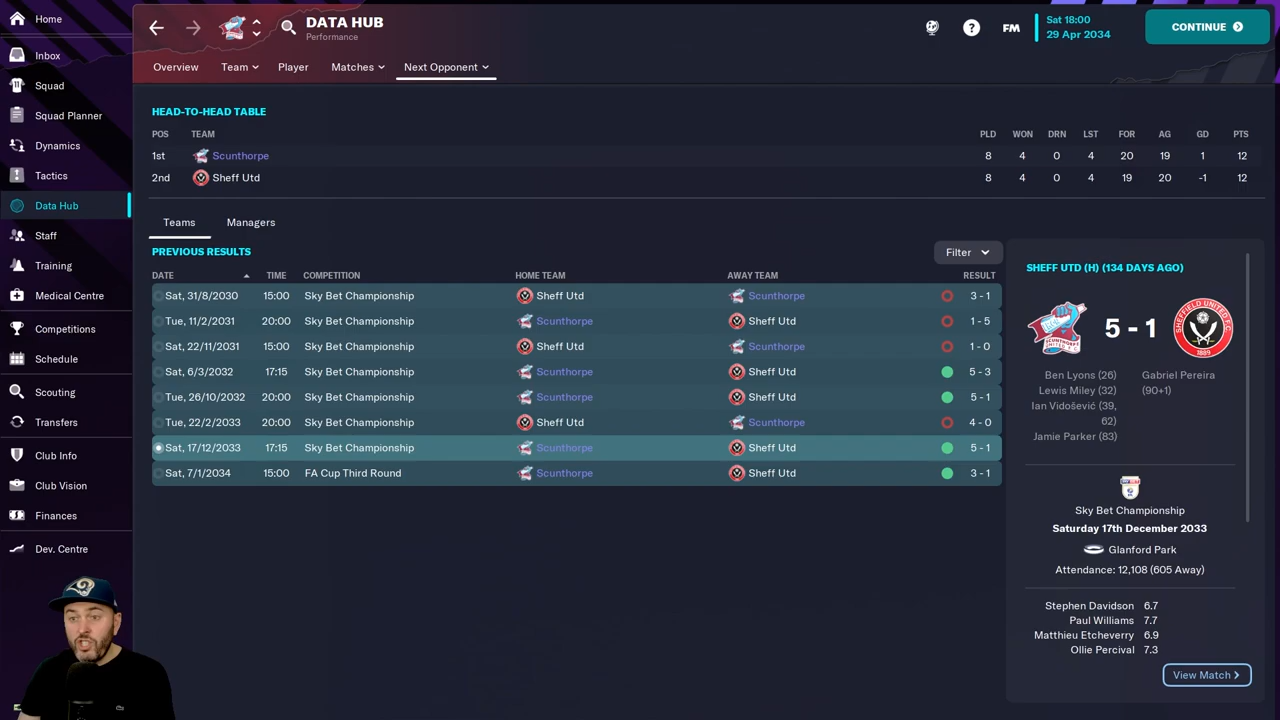 Home
Inbox
Squad
Squad Planner
Dynamics
Tactics
Data Hub
Staff
Training
Medical Centre
Competitions
Schedule
Scouting
Transfers
Club Info
Club Vision
Finances
Dev. Centre
DATA HUB
Performance
FM
Sat 18:00
29 Apr 2034
CONTINUE
Overview Team Player Matches Next Opponent
HEAD-TO-HEAD TABLE
POS TEAM PLD WON DRN LST FOR AG GD PTS
1st Scunthorpe 8 4 0 4 20 19 1 12
2nd Sheff Utd 8 4 0 4 19 20 -1 12
Teams Managers
PREVIOUS RESULTS
Filter
DATE TIME COMPETITION HOME TEAM AWAY TEAM RESULT
Sat, 31/8/2030 15:00 Sky Bet Championship Sheff Utd Scunthorpe 3 - 1
Tue, 11/2/2031 20:00 Sky Bet Championship Scunthorpe Sheff Utd 1 - 5
Sat, 22/11/2031 15:00 Sky Bet Championship Sheff Utd Scunthorpe 1 - 0
Sat, 6/3/2032 17:15 Sky Bet Championship Scunthorpe Sheff Utd 5 - 3
Tue, 26/10/2032 20:00 Sky Bet Championship Scunthorpe Sheff Utd 5 - 1
Tue, 22/2/2033 20:00 Sky Bet Championship Sheff Utd Scunthorpe 4 - 0
Sat, 17/12/2033 17:15 Sky Bet Championship Scunthorpe Sheff Utd 5 - 1
Sat, 7/1/2034 15:00 FA Cup Third Round Scunthorpe Sheff Utd 3 - 1
SHEFF UTD (H) (134 DAYS AGO)
5 - 1
Ben Lyons (26) Gabriel Pereira
Lewis Miley (32) (90+1)
Ian Vidošević (39,
62)
Jamie Parker (83)
Sky Bet Championship
Saturday 17th December 2033
Glanford Park
Attendance: 12,108 (605 Away)
Stephen Davidson 6.7
Paul Williams 7.7
Matthieu Etcheverry 6.9
Ollie Percival 7.3
View Match